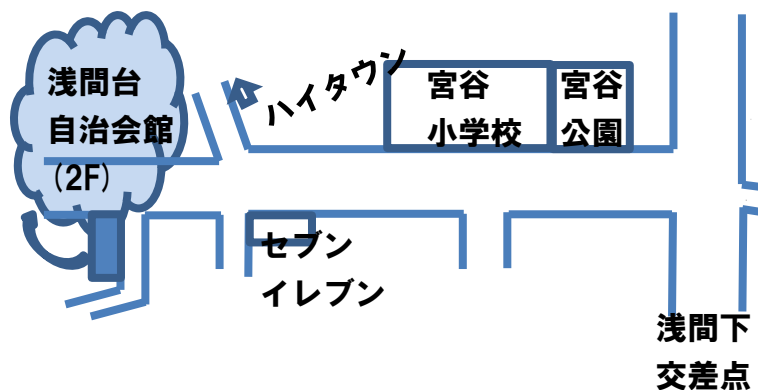 浅間台
自治会館
(2F)
ハイタウン
宮谷
小学校
宮谷
公園
セブン
イレブン
浅間下
交差点